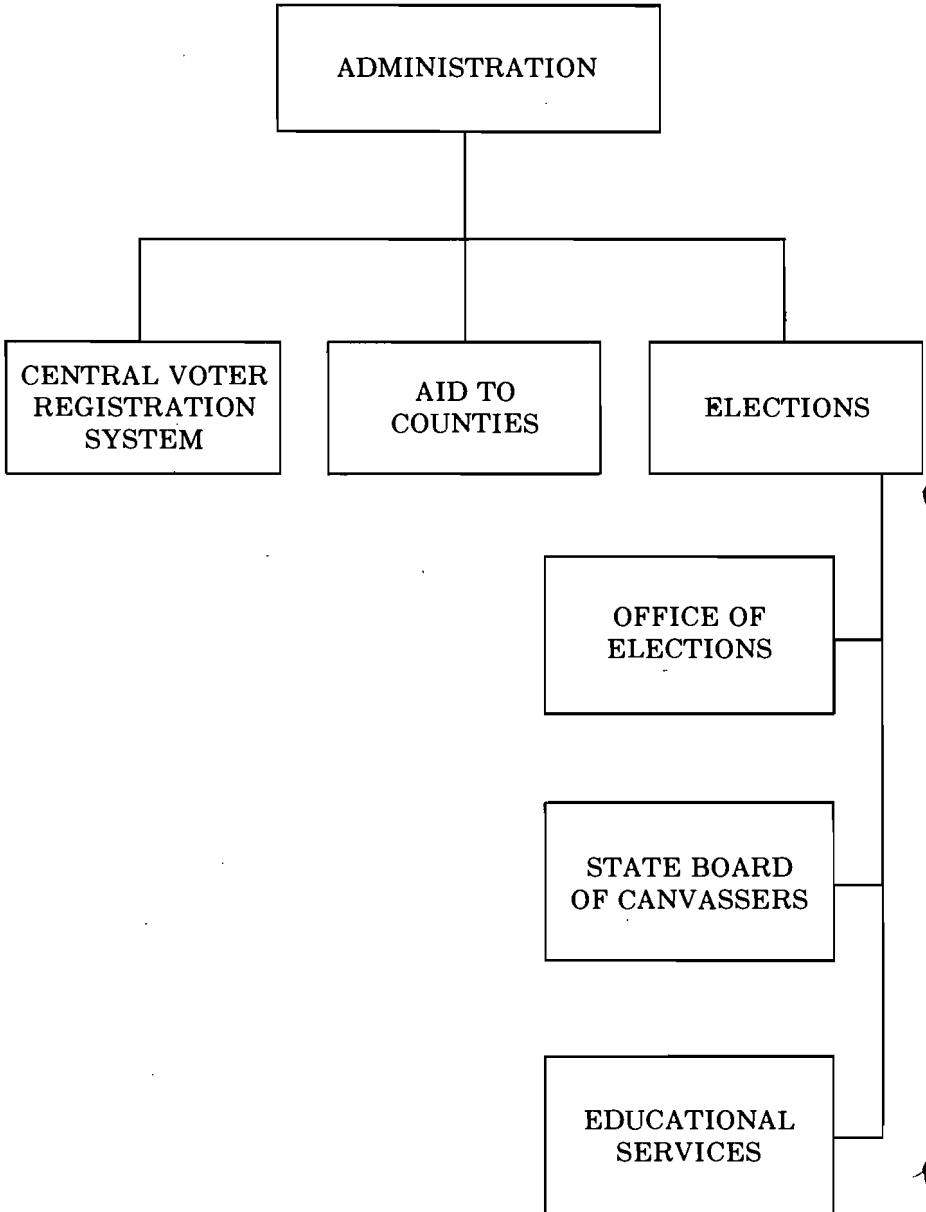 ADMINISTRATION
CENTRAL VOTER
REGISTRATION
SYSTEM
AID TO
COUNTIES
ELECTIONS
OFFICE OF
ELECTIONS
STATE BOARD
OF CANVASSERS
EDUCATIONAL
SERVICES